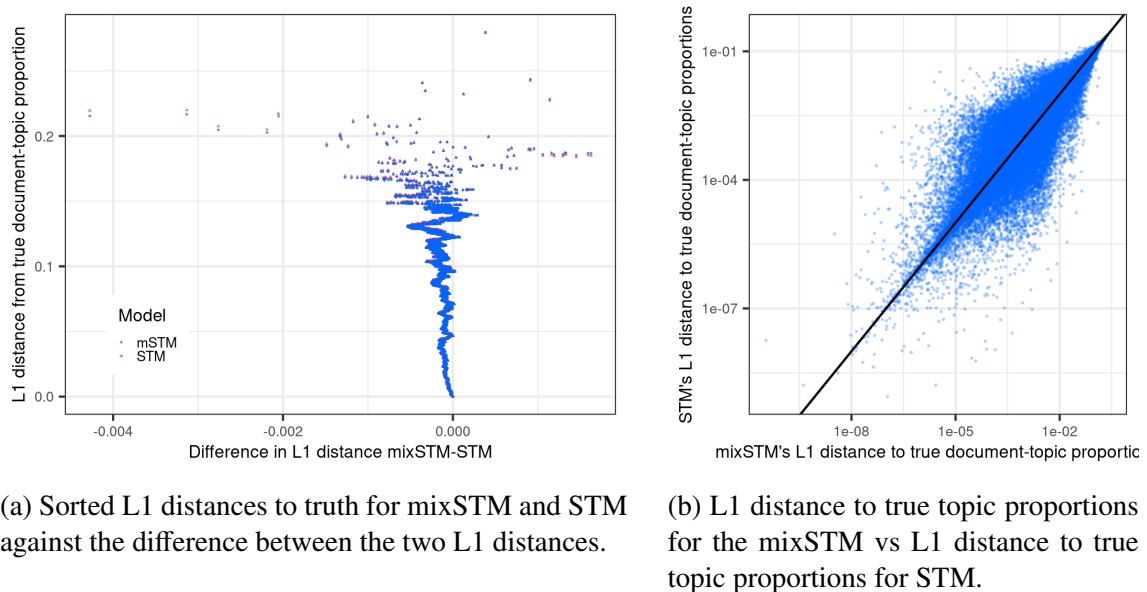 L1 distance from true document-topic proportion
0.2
0.1
0.0
Model
mSTM
STM
-0.004
-0.002
0.000
Difference in L1 distance mixSTM-STM
STM's L1 distance to true document-topic proportions
1e-01
1e-04
1e-07
1e-08
1e-05
1e-02
mixSTM's L1 distance to true document-topic proportio
(a) Sorted L1 distances to truth for mixSTM and STM
against the difference between the two L1 distances.
(b) L1 distance to true topic proportions
for the mixSTM vs L1 distance to true
topic proportions for STM.